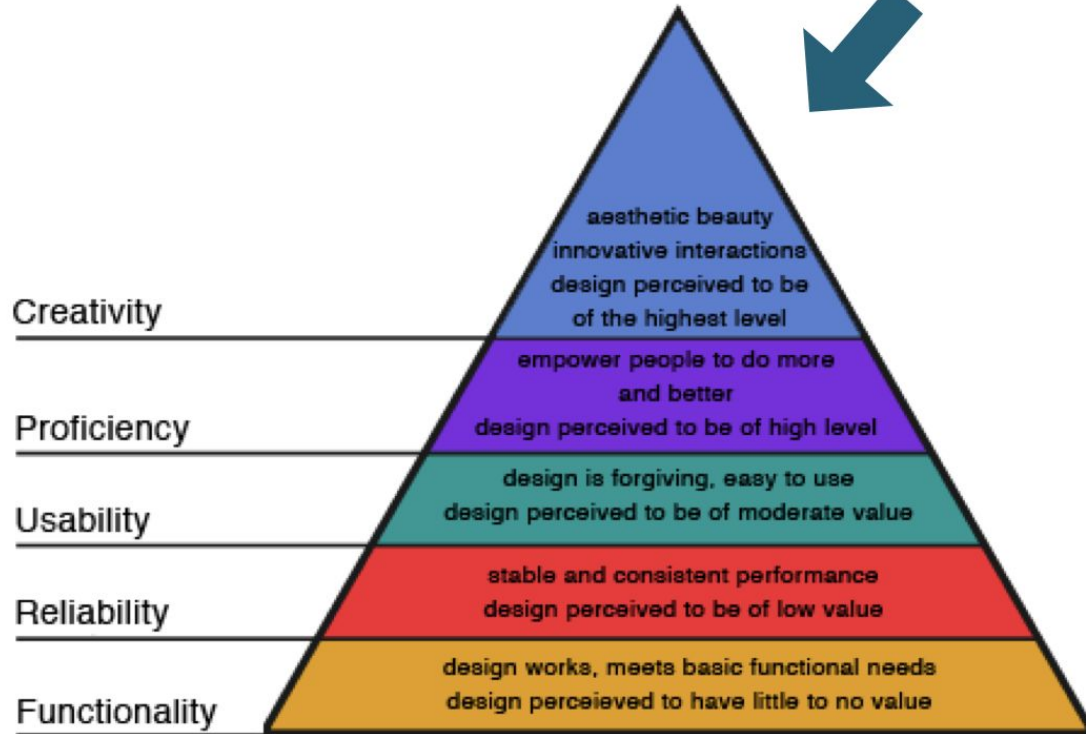 aesthetic beauty
innovative interactions
design perceived to be
of the highest level
Creativity
empower people to do more
and better
design perceived to be of high level
Proficiency
design is forgiving, easy to use
design perceived to be of moderate value
Usability
stable and consistent performance
design perceived to be of low value
Reliability
design works, meets basic functional needs
design perceieved to have little to no value
Functionality